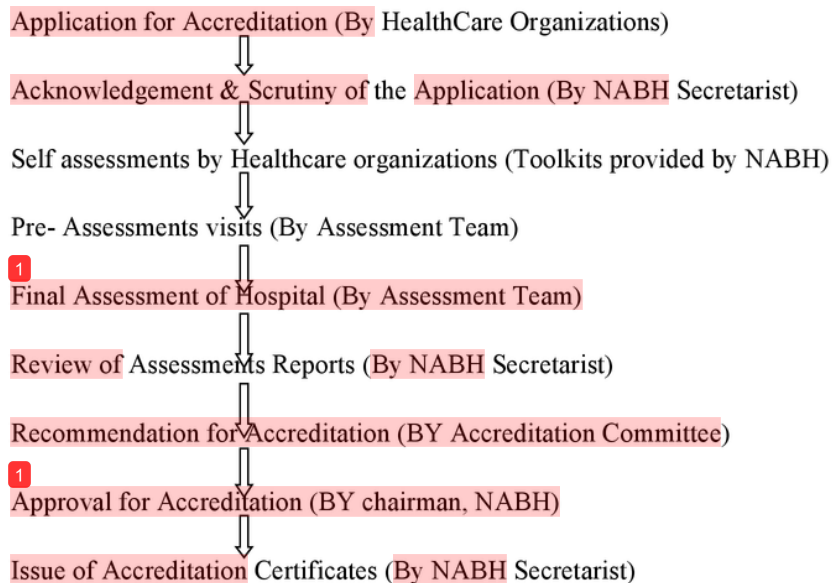 Application for Accreditation (By HealthCare Organizations)
Acknowledgement & Scrutiny of the Application (By NABH Secretarist)
Self assessments by Healthcare organizations (Toolkits provided by NABH)
Pre- Assessments visits (By Assessment Team)
1
Final Assessment of Hospital (By Assessment Team)
Review of Assessments Reports (By NABH Secretarist)
Recommendation for Accreditation (BY Accreditation Committee)
1
Approval for Accreditation (BY chairman, NABH)
Issue of Accreditation Certificates (By NABH Secretarist)